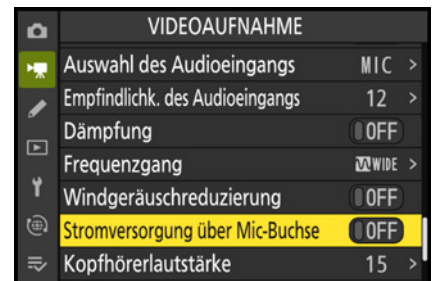 VIDEOAUFNAHME
Auswahl des Audioeingangs MIC >
Empfindlichk. des Audioeingangs 12 >
Dämpfung OFF
Frequenzgang WIDE >
Windgeräuschreduzierung OFF
Stromversorgung über Mic-Buchse OFF
Kopfhörerlautstärke 15 >